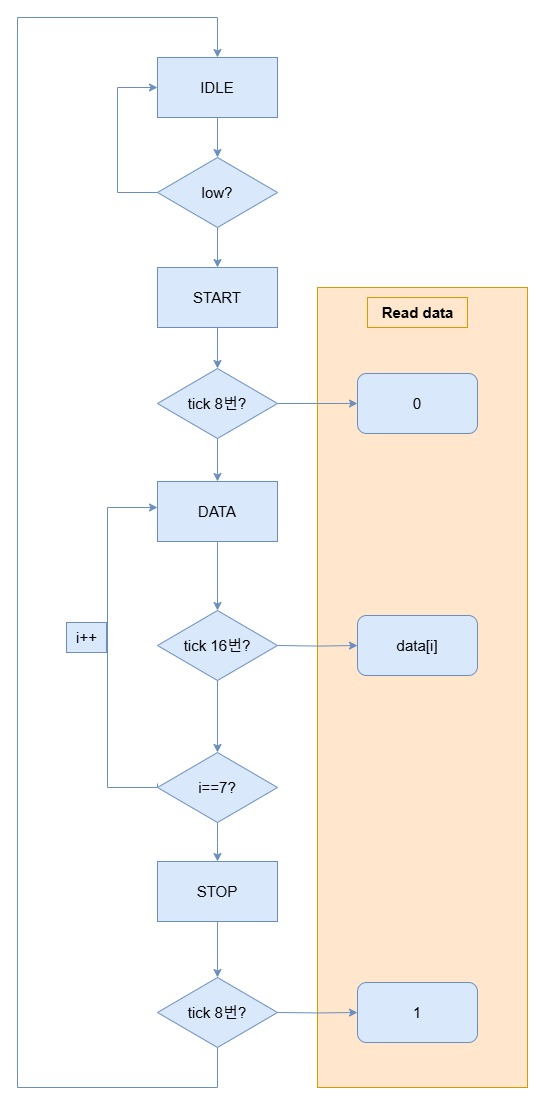 IDLE
low?
START
Read data
tick 8번?
0
DATA
i++
tick 16번?
data[i]
i==7?
STOP
tick 8번?
1